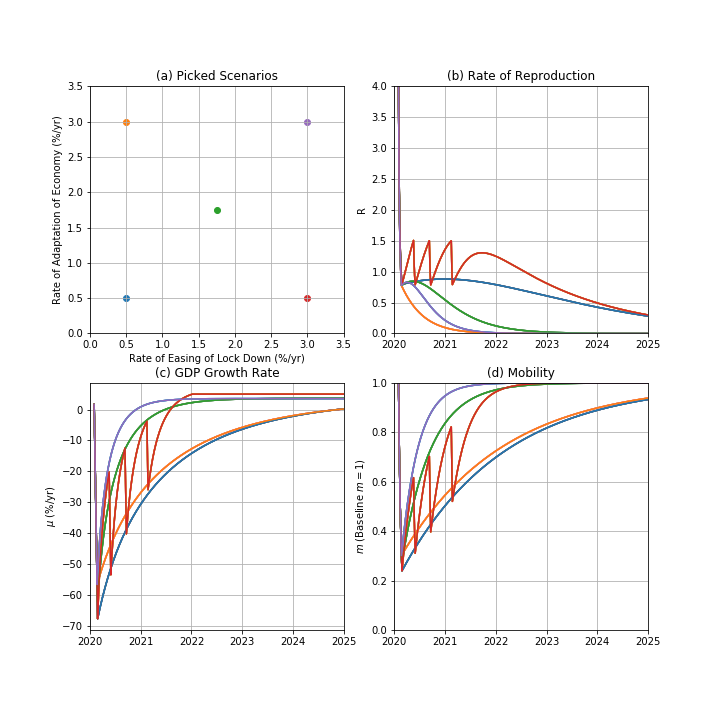 (a) Picked Scenarios
Rate of Adaptation of Economy (%/yr)
3.5
3.0
2.5
2.0
1.5
1.0
0.5
0.0
0.0 0.5 1.0 1.5 2.0 2.5 3.0 3.5
Rate of Easing of Lock Down (%/yr)
(b) Rate of Reproduction
R
4.0
3.5
3.0
2.5
2.0
1.5
1.0
0.5
0.0
2020 2021 2022 2023 2024 2025
(c) GDP Growth Rate
μ (%/yr)
0
−10
−20
−30
−40
−50
−60
−70
2020 2021 2022 2023 2024 2025
(d) Mobility
m (Baseline m = 1)
1.0
0.8
0.6
0.4
0.2
0.0
2020 2021 2022 2023 2024 2025